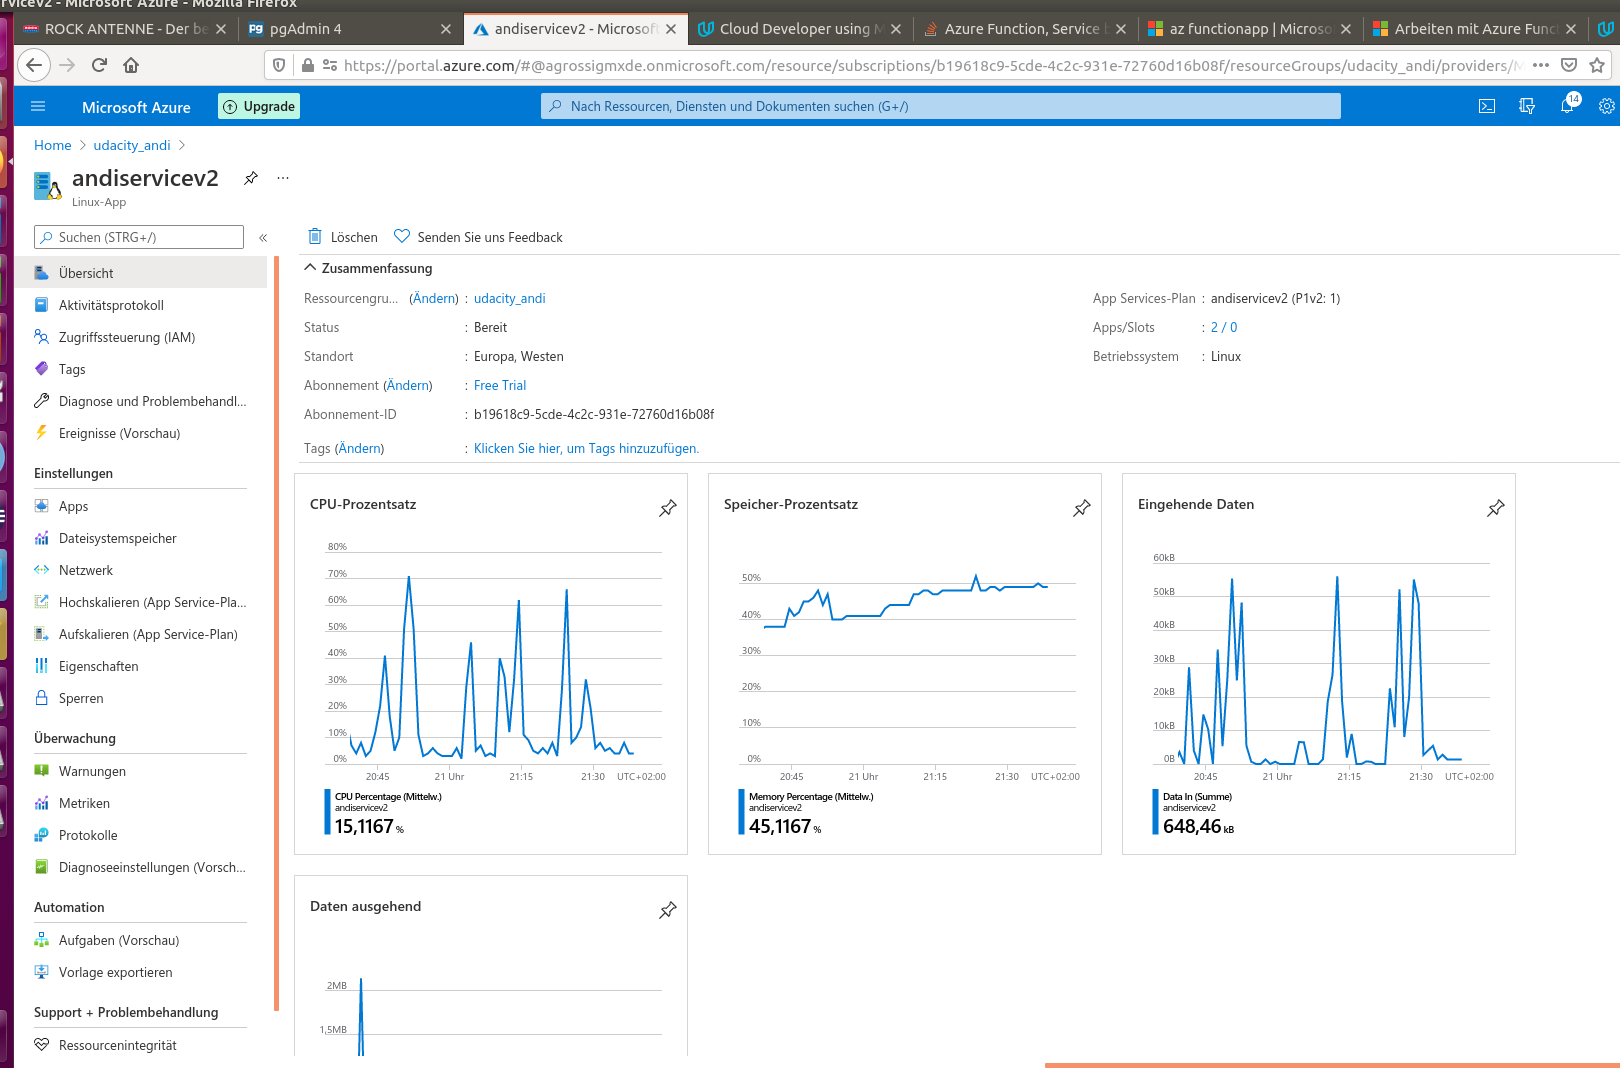 rvicev2 - Microsoft Azure - Mozilla Firefox
ROCK ANTENNE - Der be
pgAdmin 4
andiservicev2 - Microsoft
Cloud Developer using M
Azure Function, Service b
az functionapp | Microso
Arbeiten mit Azure Func
https://portal.azure.com/#@agrossigmxde.onmicrosoft.com/resource/subscriptions/b19618c9-5cde-4c2c-931e-72760d16b08f/resourceGroups/udacity_andi/providers/M
Microsoft Azure
Upgrade
Nach Ressourcen, Diensten und Dokumenten suchen (G+/)
14
Home > udacity_andi >
andiservicev2
Linux-App
Suchen (STRG+/)
«
Löschen
Senden Sie uns Feedback
Übersicht
Aktivitätsprotokoll
Zugriffssteuerung (IAM)
Tags
Diagnose und Problembehandl...
Ereignisse (Vorschau)
Einstellungen
Apps
Dateisystemspeicher
Netzwerk
Hochskalieren (App Service-Pla...
Aufskalieren (App Service-Plan)
Eigenschaften
Sperren
Überwachung
Warnungen
Metriken
Protokolle
Diagnoseeinstellungen (Vorsch...
Automation
Aufgaben (Vorschau)
Vorlage exportieren
Support + Problembehandlung
Ressourcenintegrität
Zusammenfassung
Ressourcengru... (Ändern) : udacity_andi
Status : Bereit
Standort : Europa, Westen
Abonnement (Ändern) : Free Trial
Abonnement-ID : b19618c9-5cde-4c2c-931e-72760d16b08f
Tags (Ändern) : Klicken Sie hier, um Tags hinzuzufügen.
App Services-Plan : andiservicev2 (P1v2: 1)
Apps/Slots : 2 / 0
Betriebssystem : Linux
CPU-Prozentsatz
80%
70%
60%
50%
40%
30%
20%
10%
0%
20:45 21 Uhr 21:15 21:30 UTC+02:00
CPU Percentage (Mittelw.)
andiservicev2
15,1167 %
Speicher-Prozentsatz
50%
40%
30%
20%
10%
0%
20:45 21 Uhr 21:15 21:30 UTC+02:00
Memory Percentage (Mittelw.)
andiservicev2
45,1167 %
Eingehende Daten
60kB
50kB
40kB
30kB
20kB
10kB
0B
20:45 21 Uhr 21:15 21:30 UTC+02:00
Data In (Summe)
andiservicev2
648,46 kB
Daten ausgehend
2MB
1,5MB